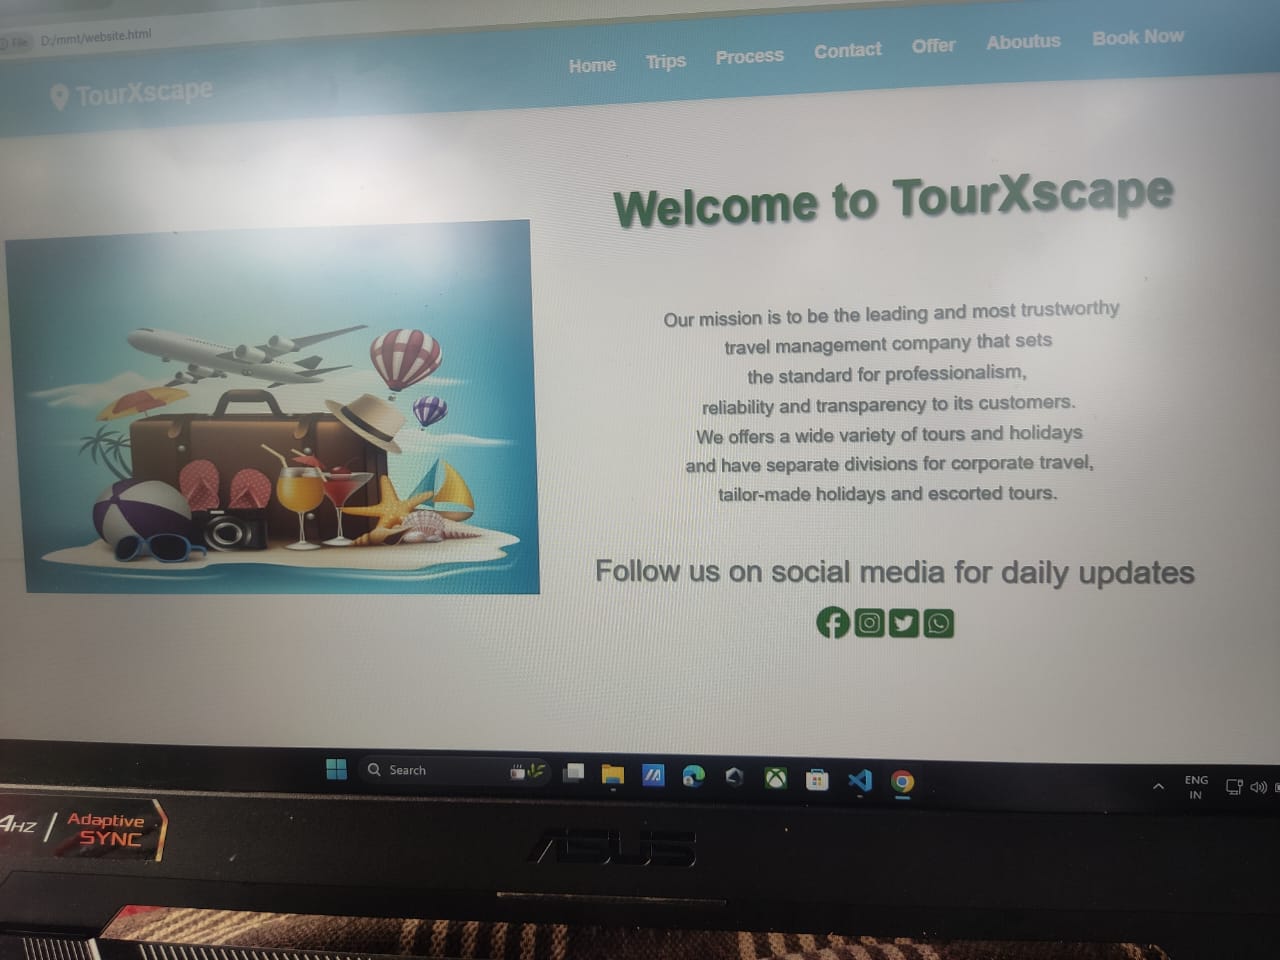 File D:/mmt/website.html
TourXscape
Home Trips Process Contact Offer Aboutus Book Now
Welcome to TourXscape
Our mission is to be the leading and most trustworthy
travel management company that sets
the standard for professionalism,
reliability and transparency to its customers.
We offers a wide variety of tours and holidays
and have separate divisions for corporate travel,
tailor-made holidays and escorted tours.
Follow us on social media for daily updates
Search
ENG
IN
Adaptive
SYNC
ASUS